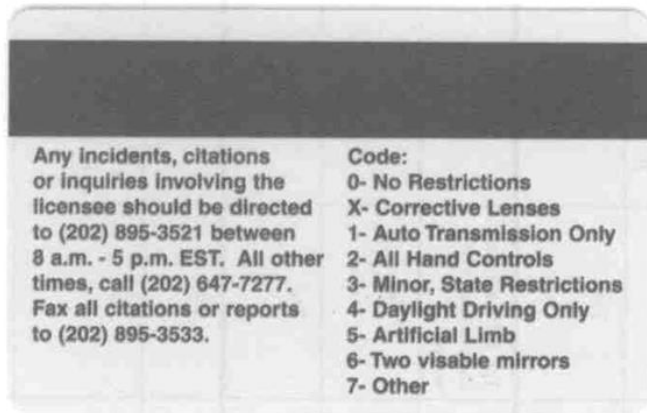 Any incidents, citations
or inquiries involving the
licensee should be directed
to (202) 895-3521 between
8 a.m. - 5 p.m. EST. All other
times, call (202) 647-7277.
Fax all citations or reports
to (202) 895-3533.
Code:
0- No Restrictions
X- Corrective Lenses
1- Auto Transmission Only
2- All Hand Controls
3- Minor, State Restrictions
4- Daylight Driving Only
5- Artificial Limb
6- Two visable mirrors
7- Other